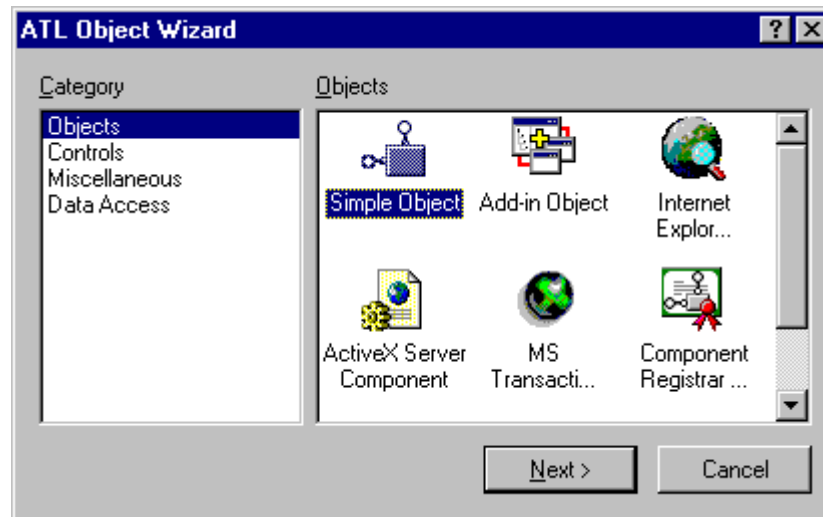 ATL Object Wizard
Category
Objects
Objects
Controls
Miscellaneous
Data Access
Simple Object
Add-in Object
Internet
Explor...
ActiveX Server
Component
MS
Transacti...
Component
Registrar ...
Next >
Cancel